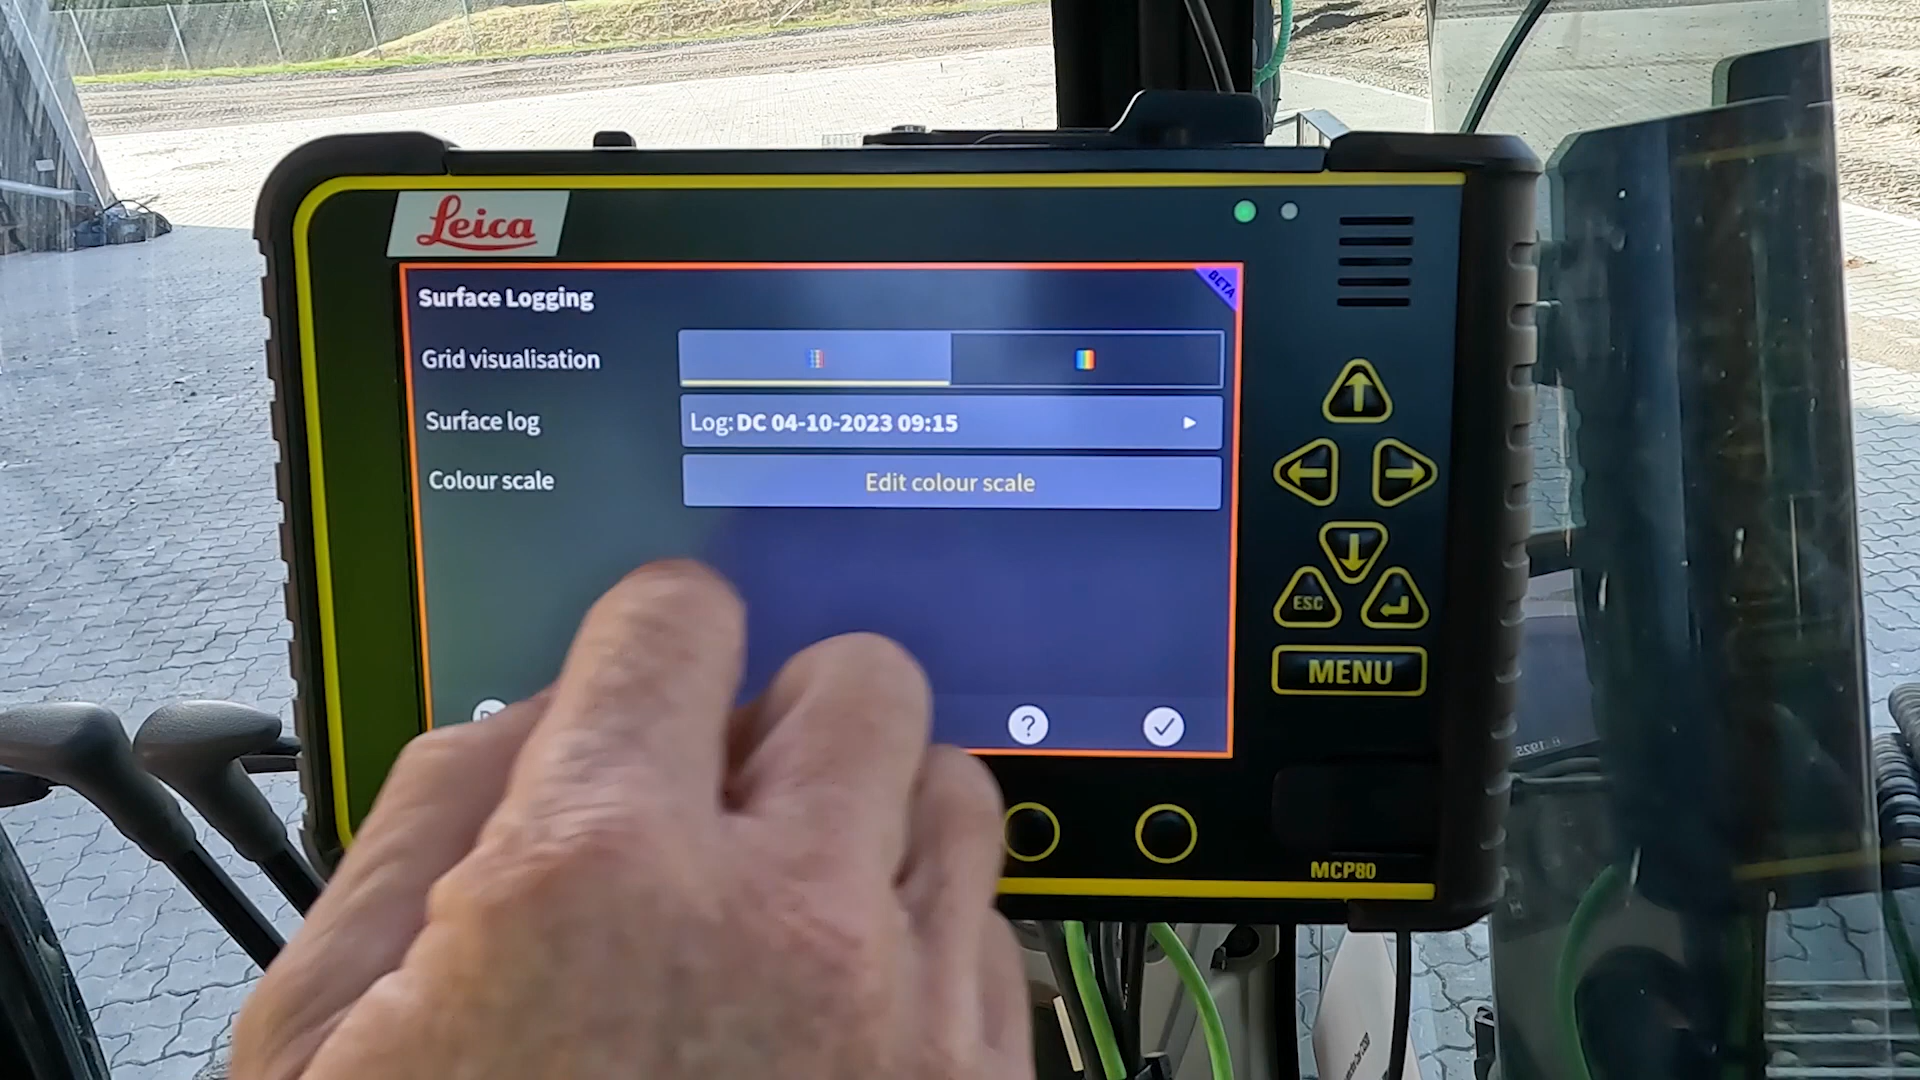 Leica
BETA
Surface Logging
Grid visualisation
Surface log
Log: DC 04-10-2023 09:15
Colour scale
Edit colour scale
?
ESC
MENU
MCP80